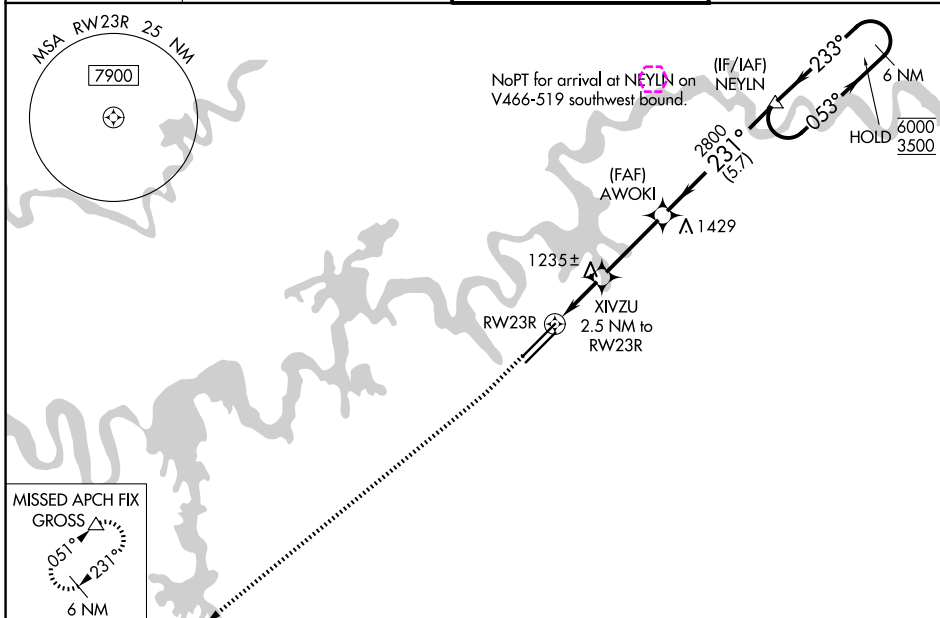 MSA RW23R 25 NM
7900
NoPT for arrival at NEYLN on
V466-519 southwest bound.
(IF/IAF)
NEYLN
233°
053°
6 NM
HOLD
6000
3500
2800
231°
(5.7)
(FAF)
AWOKI
1429
1235±
XIVZU
2.5 NM to
RW23R
RW23R
MISSED APCH FIX
GROSS
051°
231°
6 NM